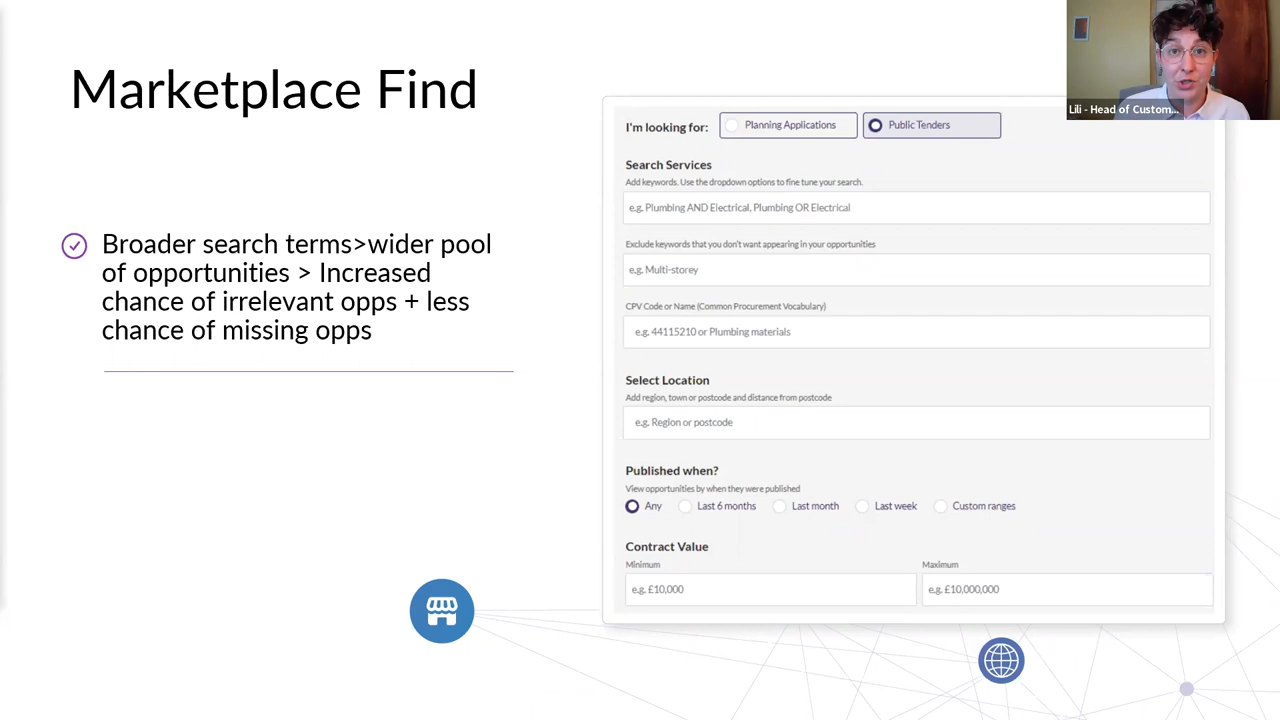 Marketplace Find
Broader search terms>wider pool
of opportunities > Increased
chance of irrelevant opps + less
chance of missing opps
Lili - Head of Custom...
I'm looking for:
Planning Applications
Public Tenders
Search Services
Add keywords. Use the dropdown options to fine tune your search.
e.g. Plumbing AND Electrical, Plumbing OR Electrical
Exclude keywords that you don't want appearing in your opportunities
e.g. Multi-storey
CPV Code or Name (Common Procurement Vocabulary)
e.g. 44115210 or Plumbing materials
Select Location
Add region, town or postcode and distance from postcode
e.g. Region or postcode
Published when?
View opportunities by when they were published
Any Last 6 months Last month Last week Custom ranges
Contract Value
Minimum Maximum
e.g. £10,000 e.g. £10,000,000